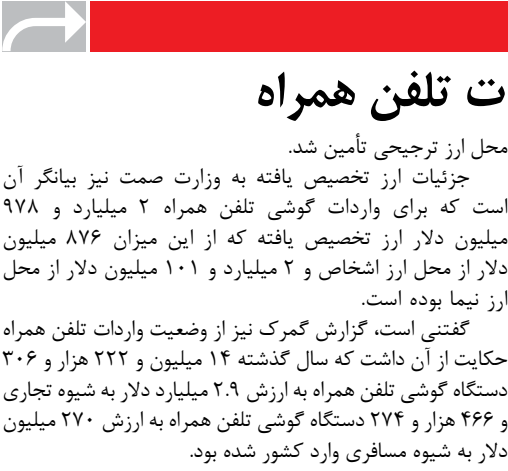 ت تلفن همراه
محل ارز ترجیحی تأمین شد.
جزئیات ارز تخصیص یافته به وزارت صمت نیز بیانگر آن
است که برای واردات گوشی تلفن همراه ۲ میلیارد و ۹۷۸
میلیون دلار ارز تخصیص یافته که از این میزان ۸۷۶ میلیون
دلار از محل ارز اشخاص و ۲ میلیارد و ۱۰۱ میلیون دلار از محل
ارز نیما بوده است.
گفتنی است، گزارش گمرک نیز از وضعیت واردات تلفن همراه
حکایت از آن داشت که سال گذشته ۱۴ میلیون و ۲۲۲ هزار و ۳۰۶
دستگاه گوشی تلفن همراه به ارزش ۲.۹ میلیارد دلار به شیوه تجاری
و ۴۶۶ هزار و ۲۷۴ دستگاه گوشی تلفن همراه به ارزش ۲۷۰ میلیون
دلار به شیوه مسافری وارد کشور شده بود.